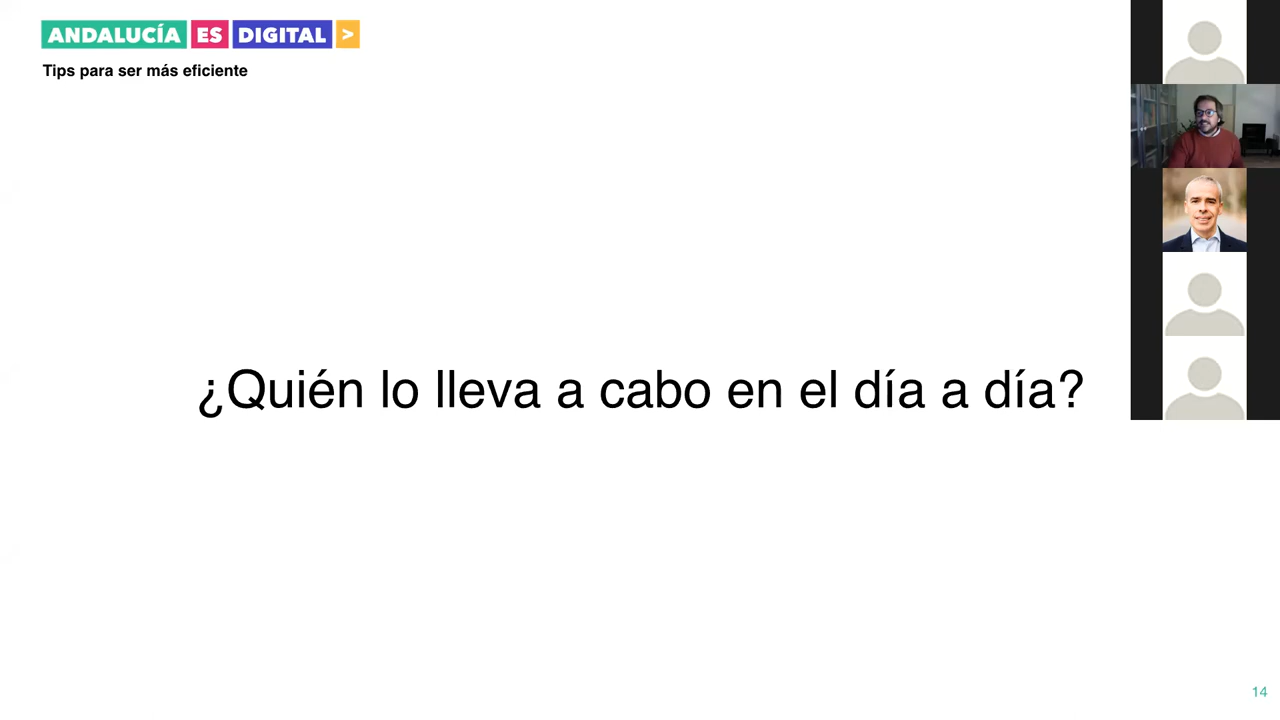 ANDALUCÍA ES DIGITAL >
Tips para ser más eficiente
¿Quién lo lleva a cabo en el día a día?
14